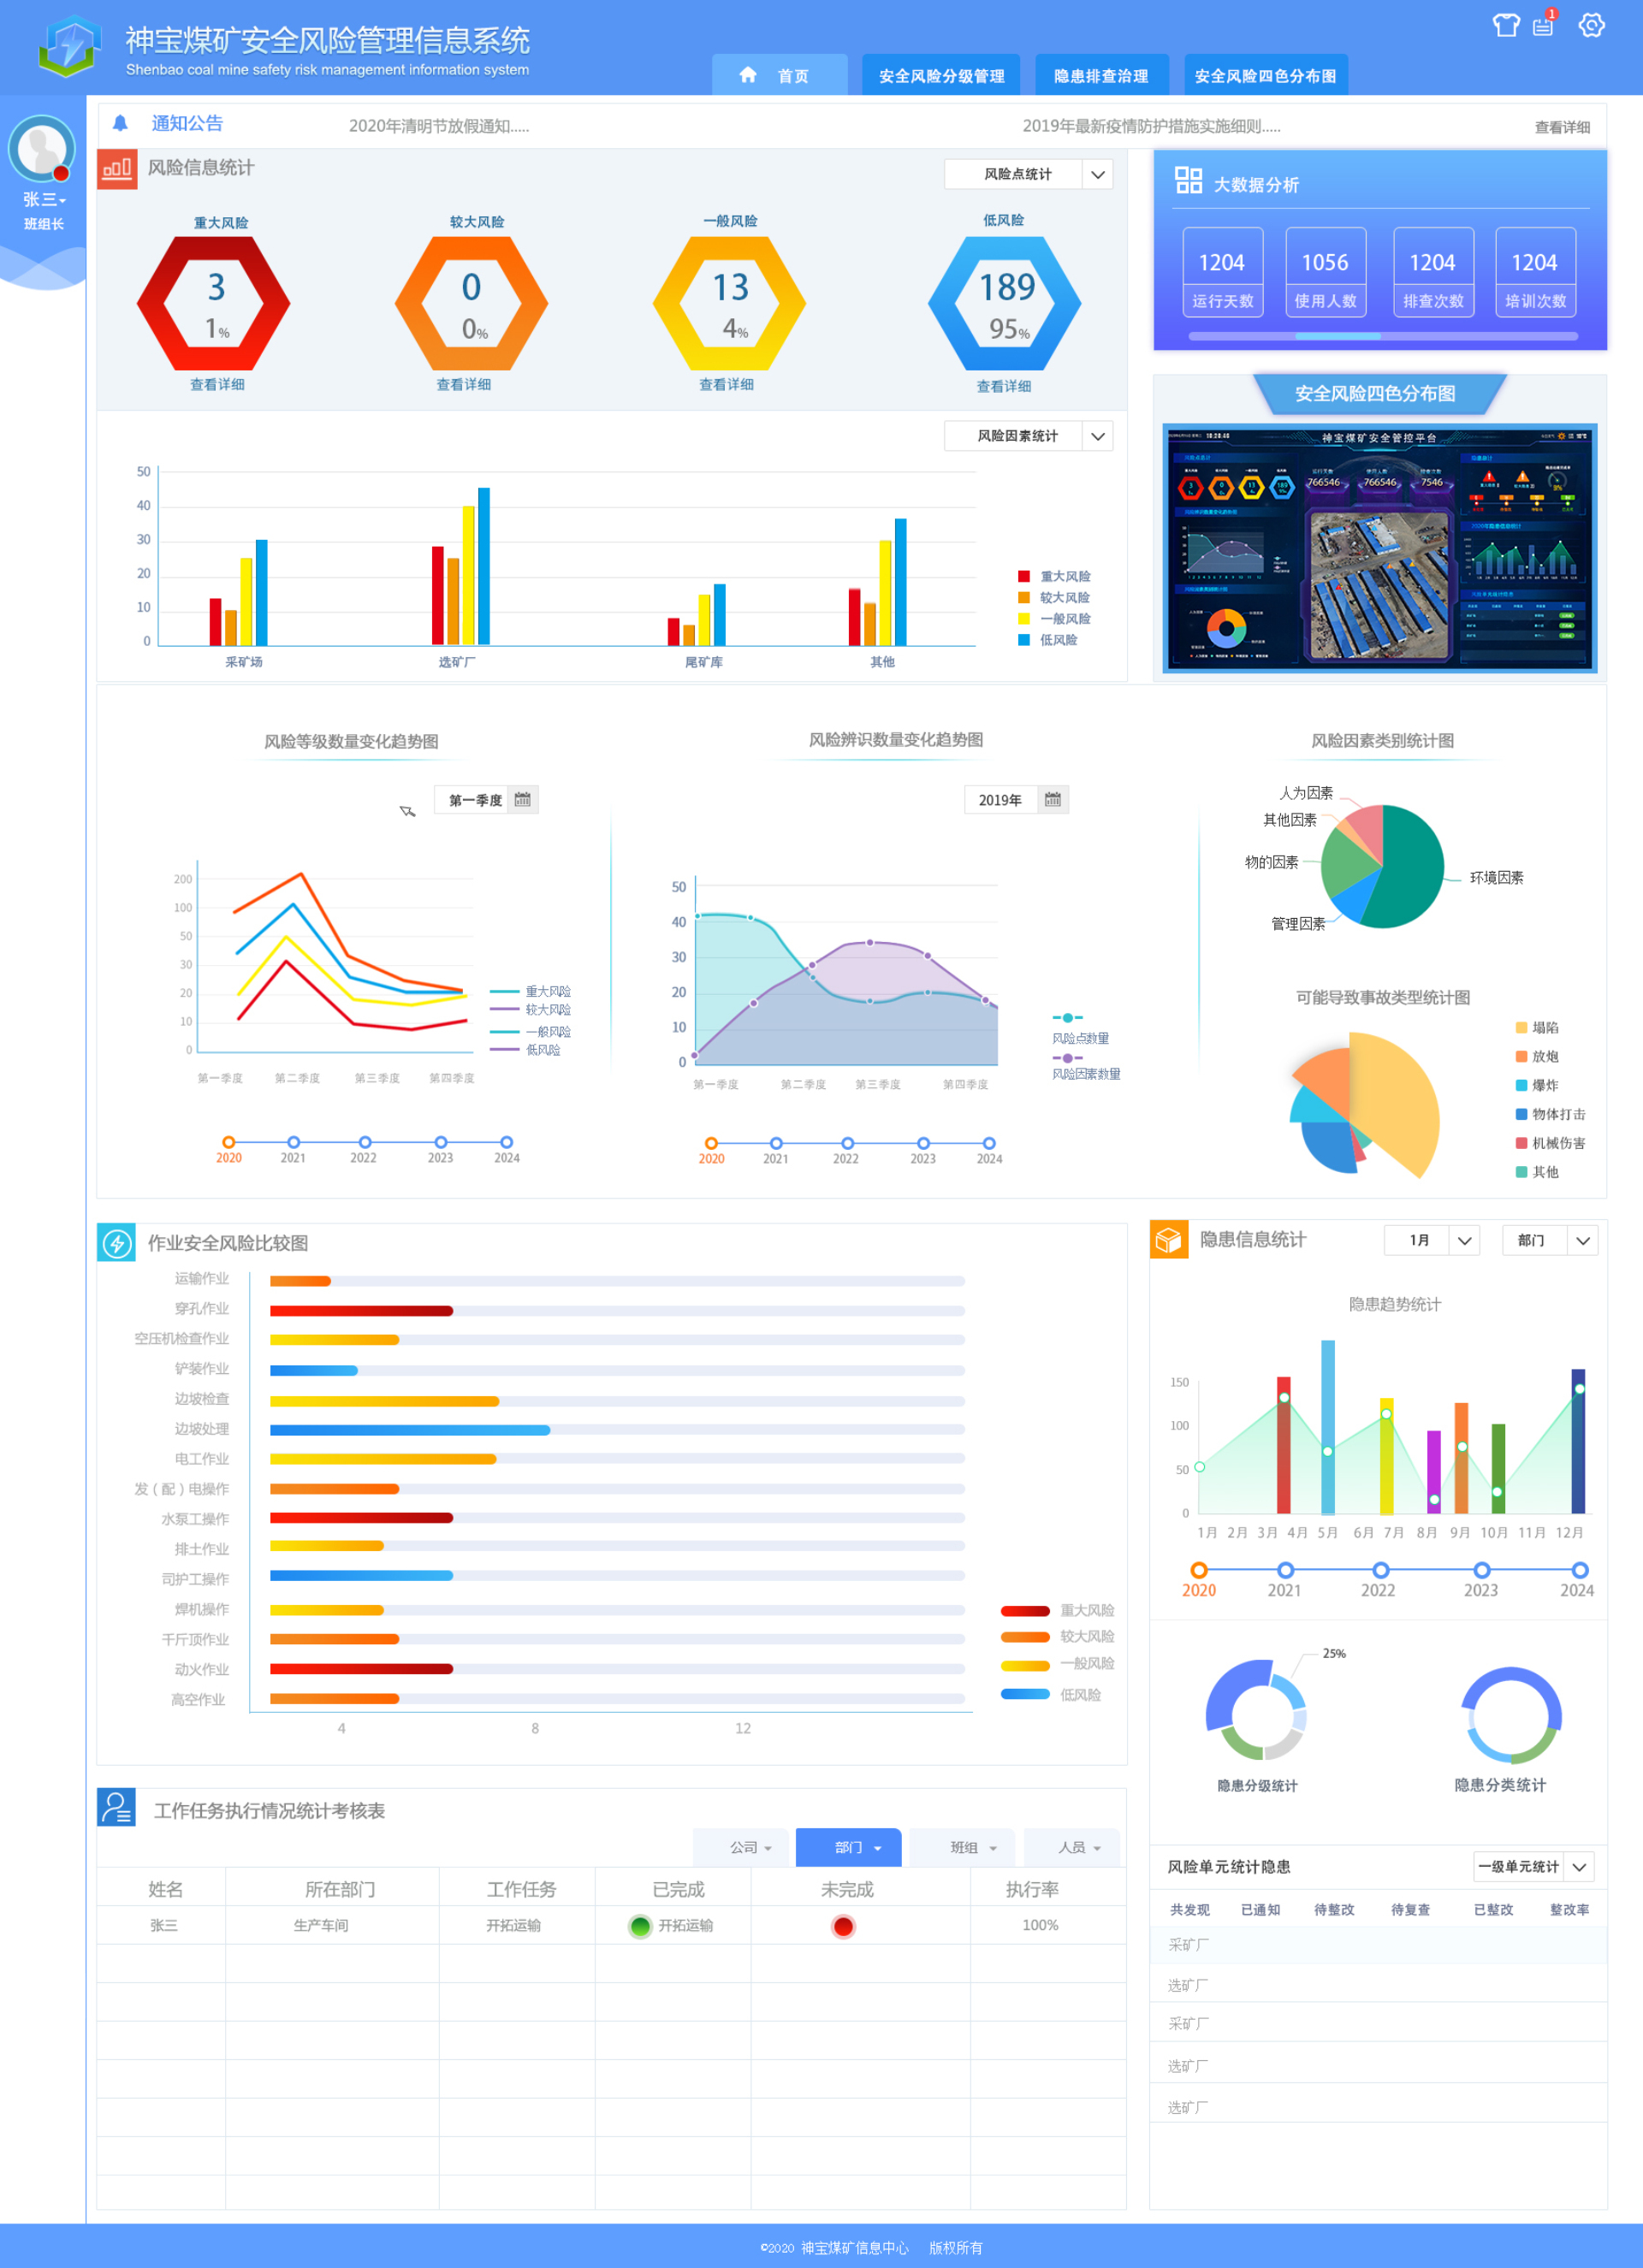 神宝煤矿安全风险管理信息系统
Shenbao coal mine safety risk management information system
1
首页
安全风险分级管理
隐患排查治理
安全风险四色分布图
张三
班组长
通知公告
2020年清明节放假通知.....
2019年最新疫情防护措施实施细则.....
查看详细
风险信息统计
风险点统计
重大风险
较大风险
一般风险
低风险
3
0
13
189
1%
0%
4%
95%
查看详细
查看详细
查看详细
查看详细
大数据分析
1204
1056
1204
1204
运行天数
使用人数
排查次数
培训次数
安全风险四色分布图
神宝煤矿安全管控平台
766546
766546
7546
风险因素统计
50
40
30
20
10
0
采矿场
选矿厂
尾矿库
其他
重大风险
较大风险
一般风险
低风险
风险等级数量变化趋势图
第一季度
200
100
50
30
20
10
0
第一季度
第二季度
第三季度
第四季度
重大风险
较大风险
一般风险
低风险
2020
2021
2022
2023
2024
风险辨识数量变化趋势图
2019年
50
40
30
20
10
0
第一季度
第二季度
第三季度
第四季度
风险点数量
风险因素数量
2020
2021
2022
2023
2024
风险因素类别统计图
人为因素
其他因素
物的因素
管理因素
环境因素
可能导致事故类型统计图
塌陷
放炮
爆炸
物体打击
机械伤害
其他
作业安全风险比较图
运输作业
穿孔作业
空压机检查作业
铲装作业
边坡检查
边坡处理
电工作业
发（配）电操作
水泵工操作
排土作业
司护工操作
焊机操作
千斤顶作业
动火作业
高空作业
4
8
12
重大风险
较大风险
一般风险
低风险
隐患信息统计
1月
部门
隐患趋势统计
150
100
50
0
1月
2月
3月
4月
5月
6月
7月
8月
9月
10月
11月
12月
2020
2021
2022
2023
2024
25%
隐患分级统计
隐患分类统计
工作任务执行情况统计考核表
公司
部门
班组
人员
姓名
所在部门
工作任务
已完成
未完成
执行率
张三
生产车间
开拓运输
开拓运输
100%
风险单元统计隐患
一级单元统计
共发现
已通知
待整改
待复查
已整改
整改率
采矿厂
选矿厂
采矿厂
选矿厂
选矿厂
©2020 神宝煤矿信息中心 版权所有